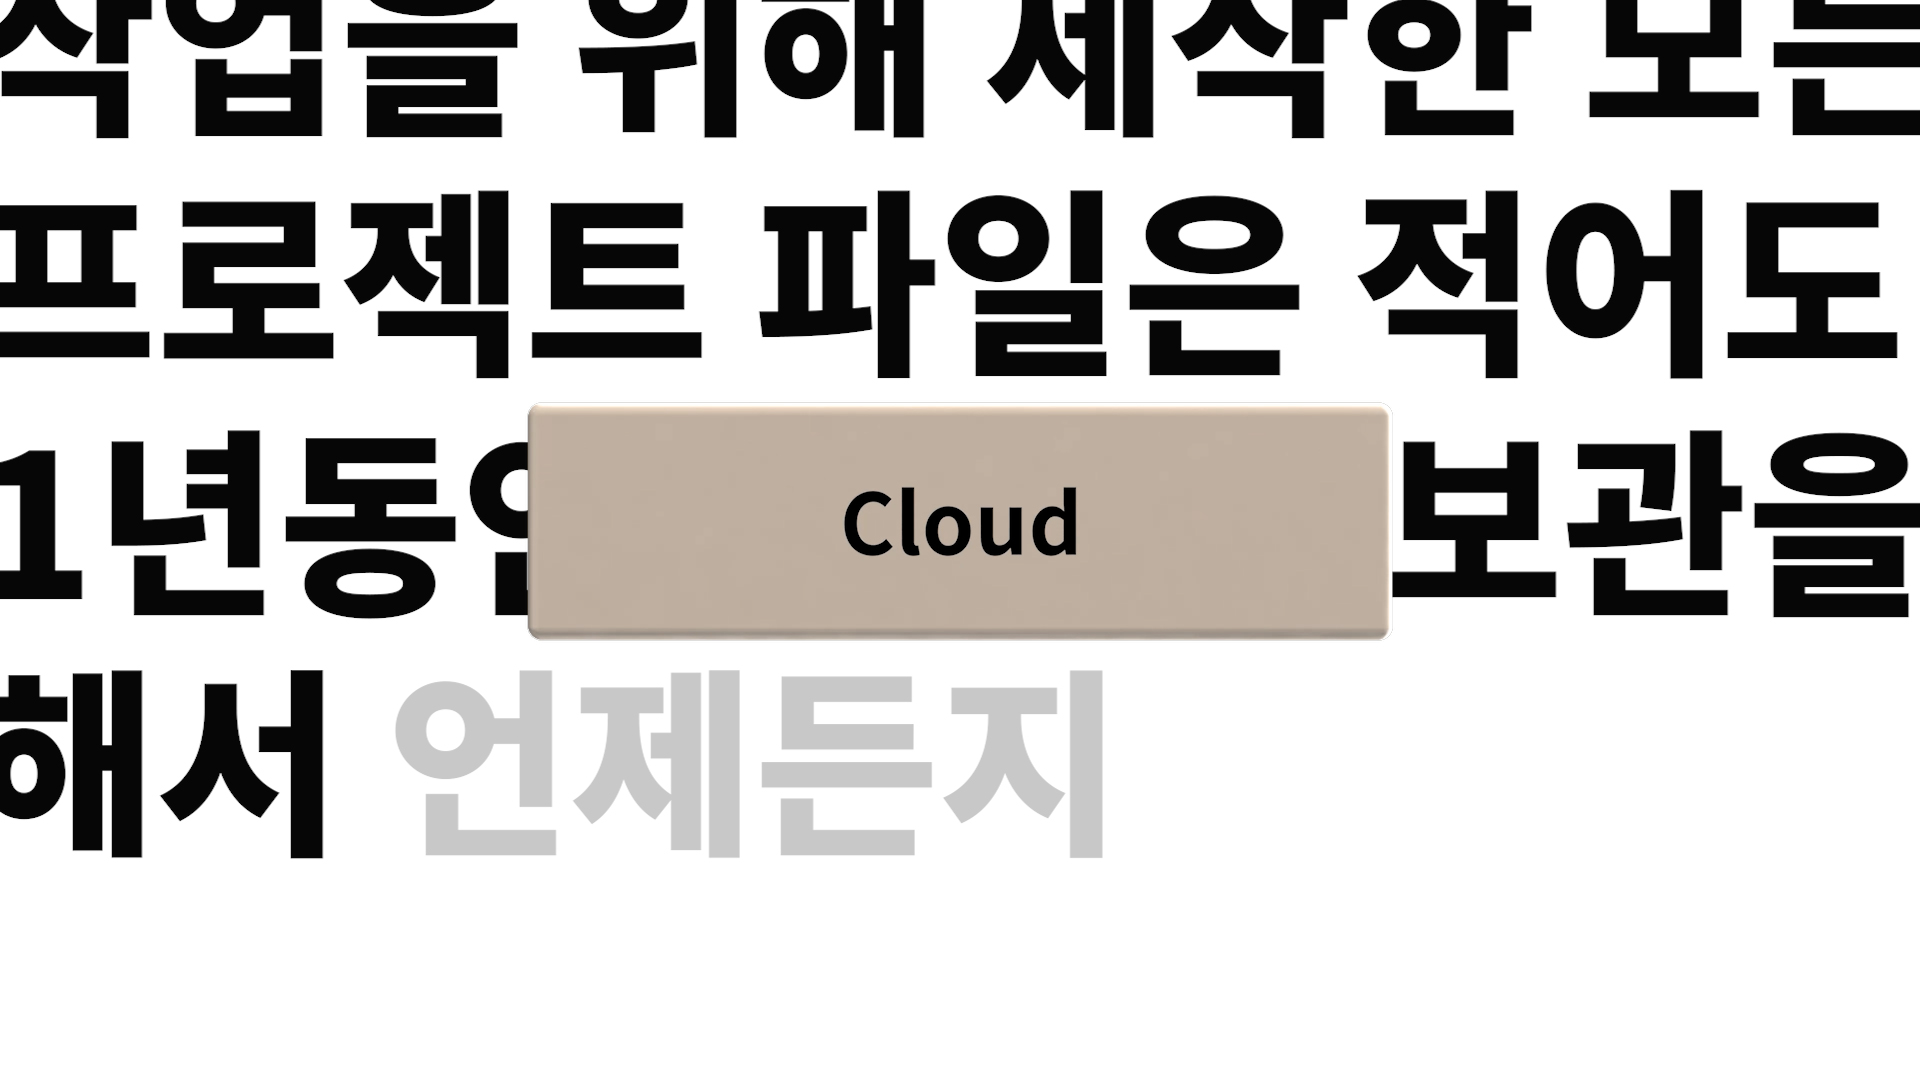 작업을 위해 제작한 모든
프로젝트 파일은 적어도
1년동안 보관을
Cloud
해서 언제든지